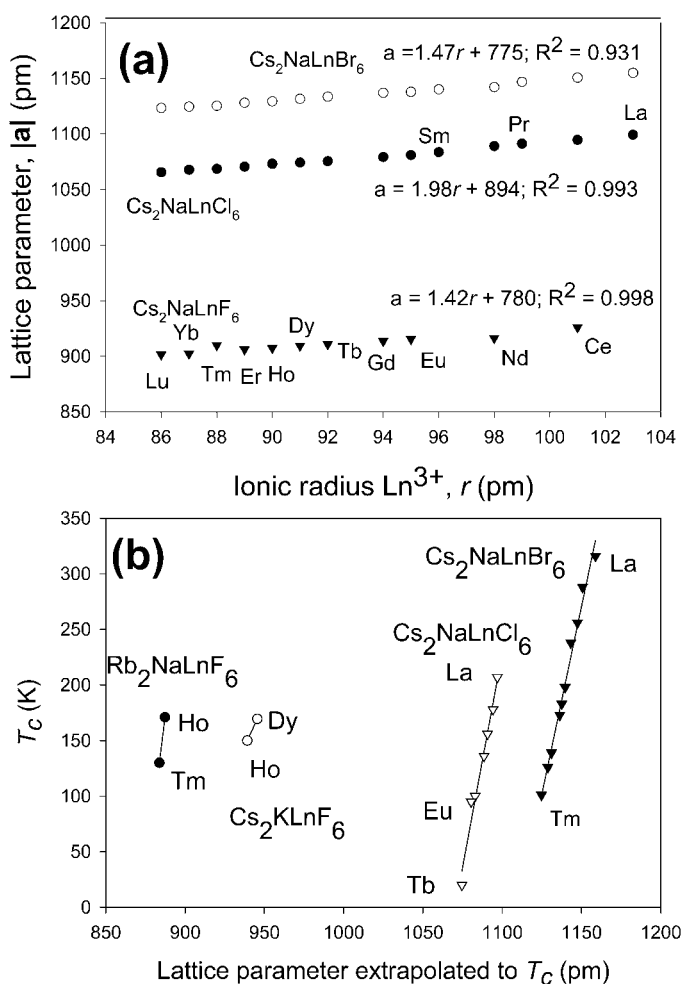 (a)
Cs2NaLnBr6
a =1.47r + 775; R2 = 0.931
La
Pr
Sm
Cs2NaLnCl6
a =1.98r + 894; R2 = 0.993
Cs2NaLnF6
a =1.42r + 780; R2 = 0.998
Yb
Dy
Lu
Tm
Er
Ho
Tb
Gd
Eu
Nd
Ce
1200
1150
1100
1050
1000
950
900
850
Lattice parameter, |a| (pm)
84 86 88 90 92 94 96 98 100 102 104
Ionic radius Ln3+, r (pm)
(b)
Cs2NaLnBr6
La
Cs2NaLnCl6
La
Rb2NaLnF6
Ho
Dy
Tm
Ho
Cs2KLnF6
Eu
Tm
Tb
350
300
250
200
150
100
50
0
Tc (K)
850 900 950 1000 1050 1100 1150 1200
Lattice parameter extrapolated to Tc (pm)